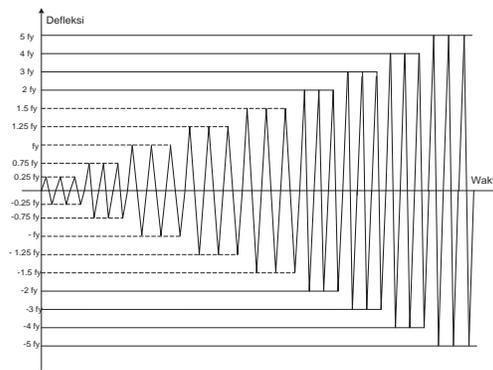 Defleksi
5 fy
4 fy
3 fy
2 fy
1.5 fy
1.25 fy
fy
0.75 fy
0.25 fy
Wakt
-0.25 fy
-0.75 fy
- fy
- 1.25 fy
-1.5 fy
-2 fy
-3 fy
-4 fy
-5 fy